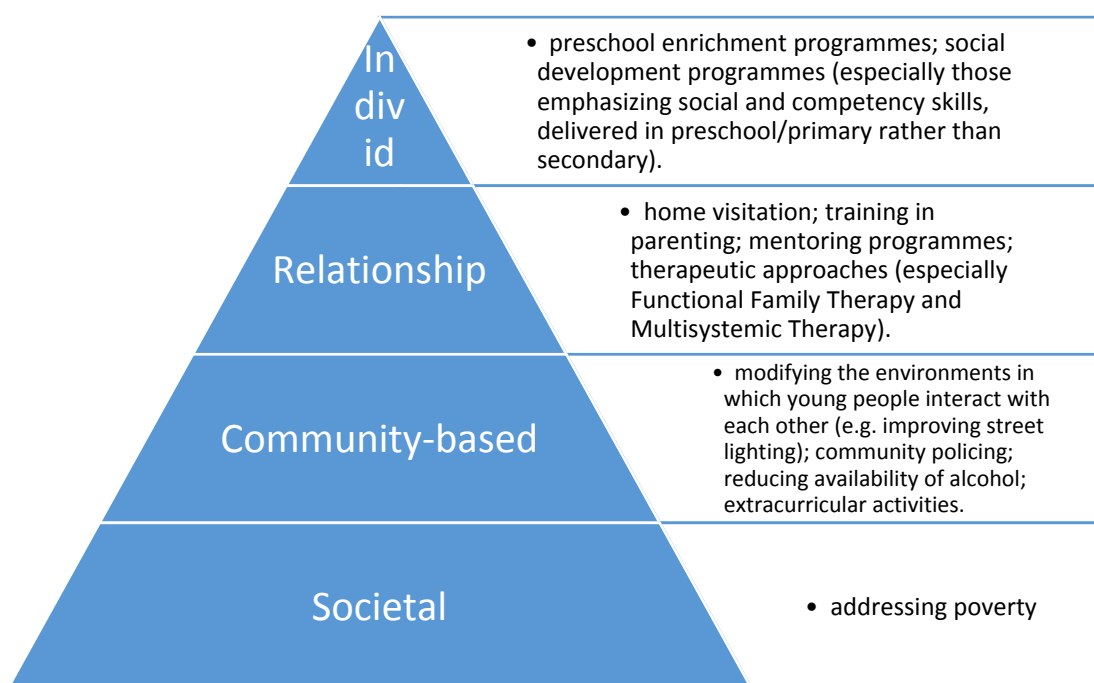 In
div
id
• preschool enrichment programmes; social
development programmes (especially those
emphasizing social and competency skills,
delivered in preschool/primary rather than
secondary).
Relationship
• home visitation; training in
parenting; mentoring programmes;
therapeutic approaches (especially
Functional Family Therapy and
Multisystemic Therapy).
Community-based
• modifying the environments in
which young people interact with
each other (e.g. improving street
lighting); community policing;
reducing availability of alcohol;
extracurricular activities.
Societal
• addressing poverty